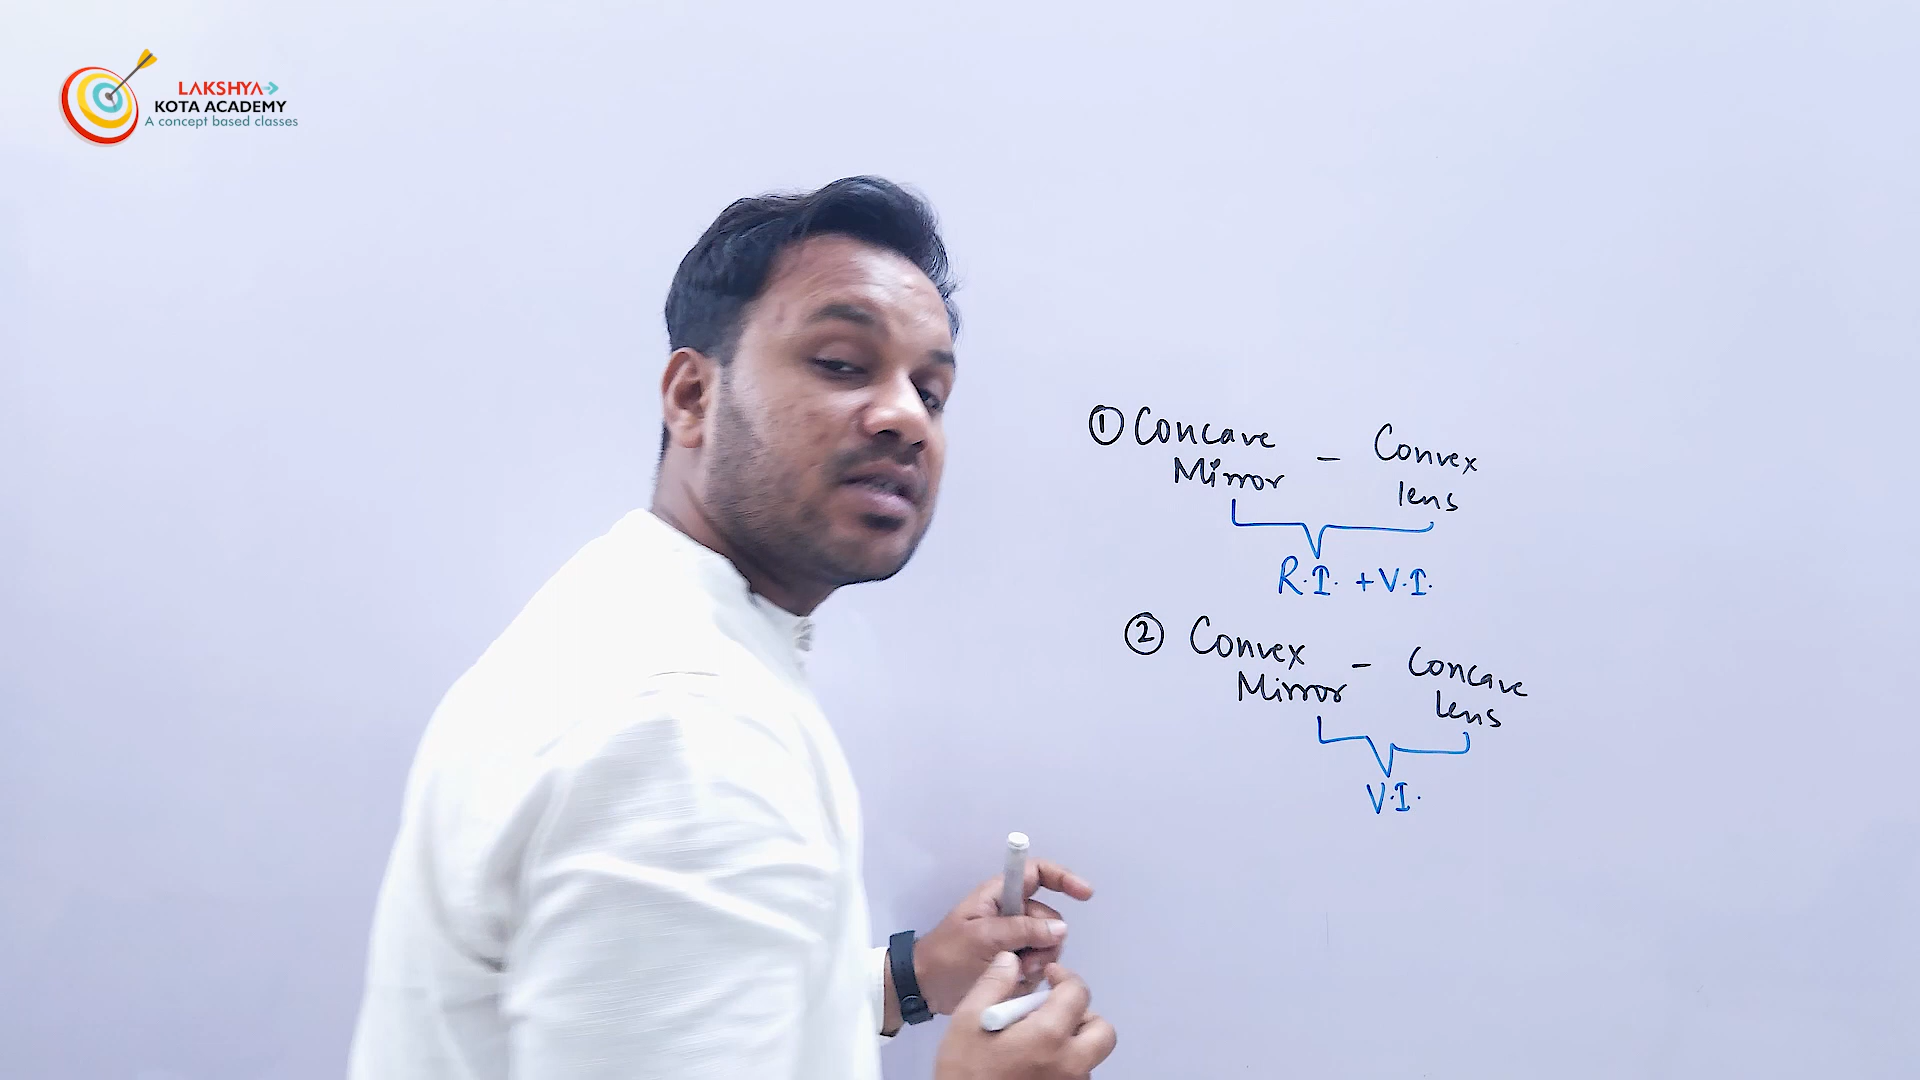 LAKSHYA
KOTA ACADEMY
A concept based classes
① Concave - Convex
Mirror lens
R.I. + V.I.
② Convex - Concave
Mirror lens
V.I.